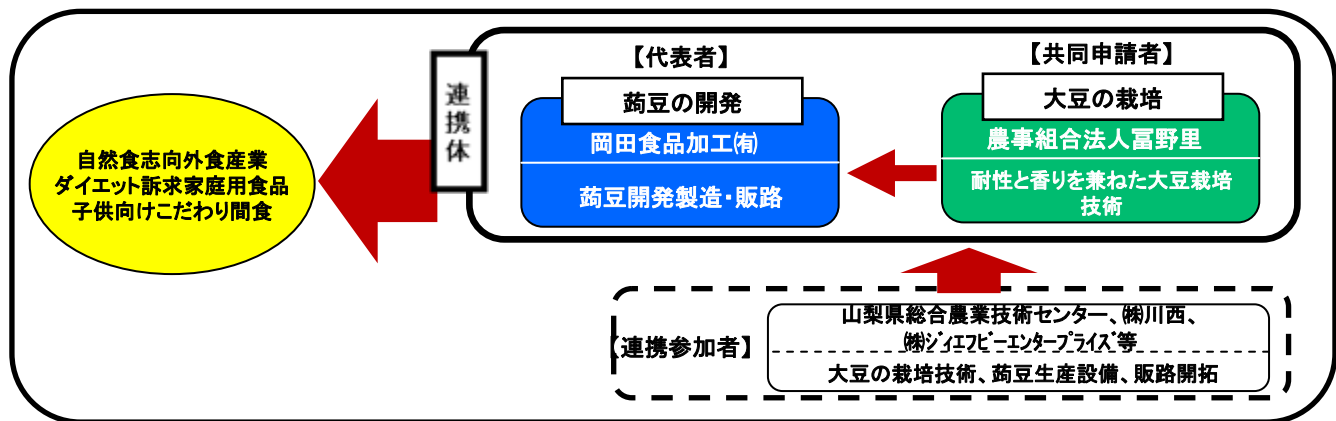 自然食志向外食産業
ダイエット訴求家庭用食品
子供向けこだわり間食
連携体
【代表者】
蒟豆の開発
岡田食品加工㈲
蒟豆開発製造・販路
【共同申請者】
大豆の栽培
農事組合法人冨野里
耐性と香りを兼ねた大豆栽培
技術
【連携参加者】
山梨県総合農業技術センター、㈱川西、
㈱ジィエフビーエンタープライズ等
大豆の栽培技術、蒟豆生産設備、販路開拓